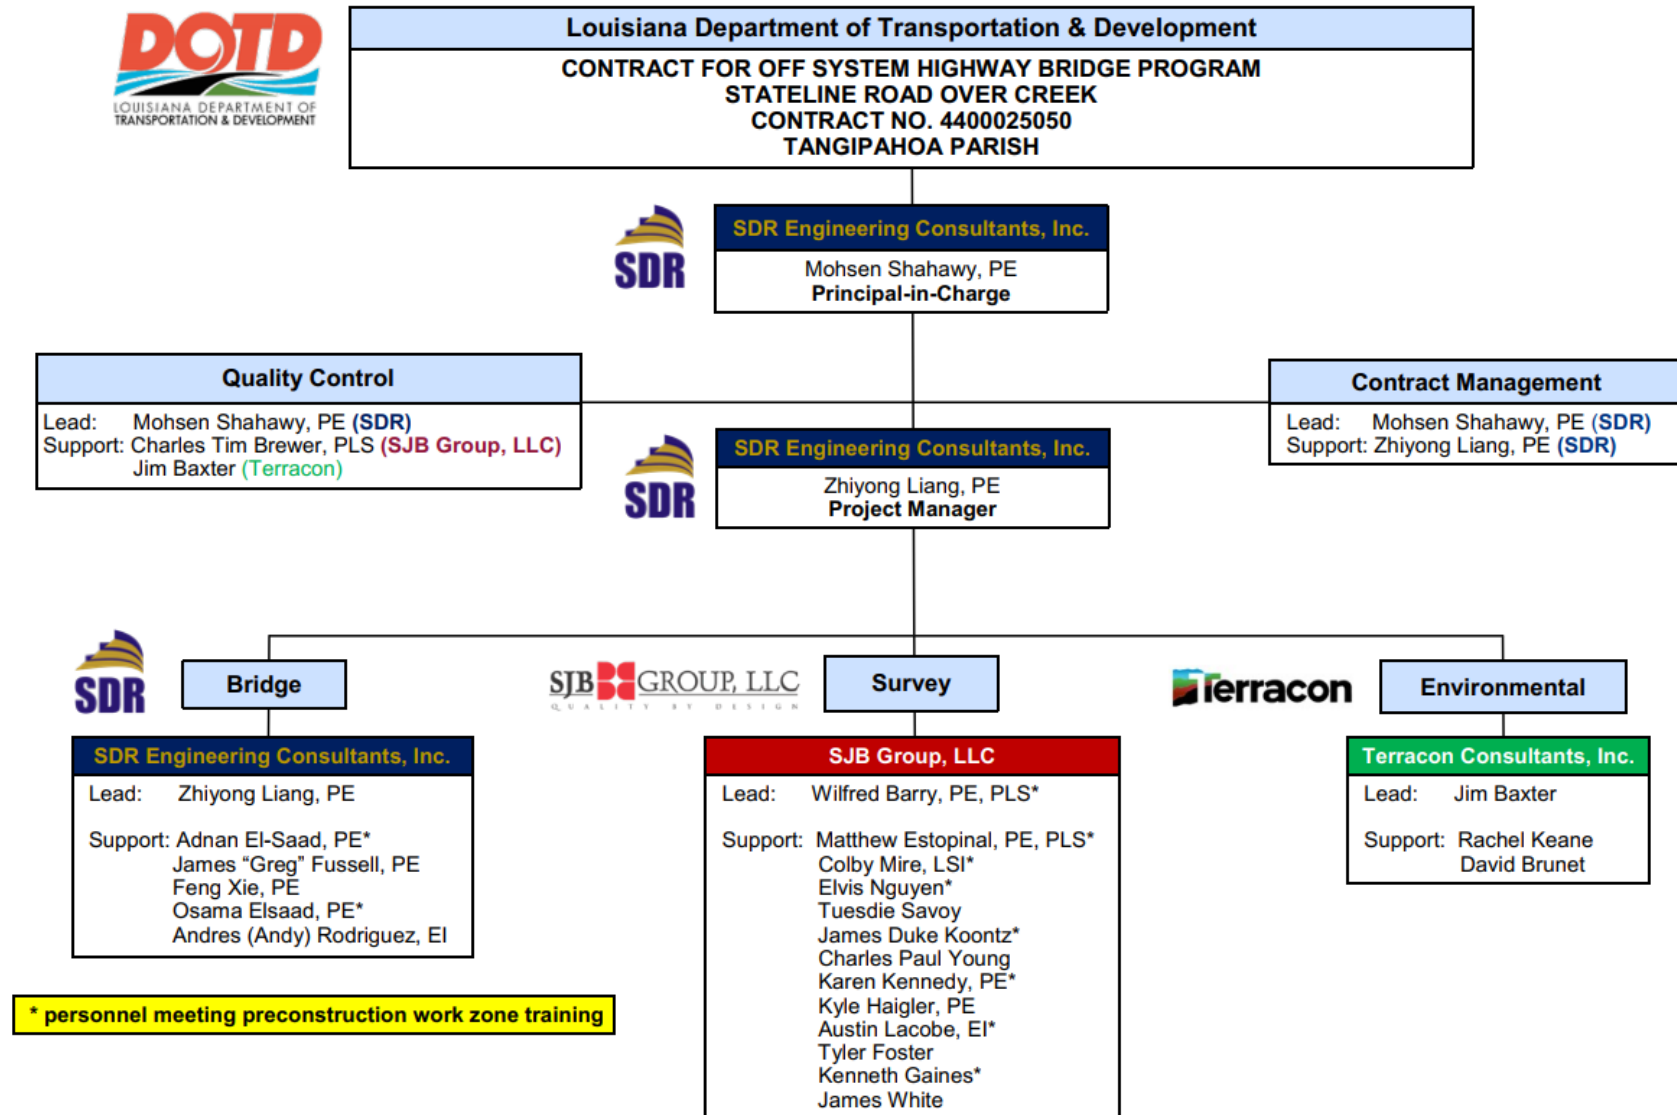 DOTD
LOUISIANA DEPARTMENT OF
TRANSPORTATION & DEVELOPMENT
Louisiana Department of Transportation & Development
CONTRACT FOR OFF SYSTEM HIGHWAY BRIDGE PROGRAM
STATELINE ROAD OVER CREEK
CONTRACT NO. 4400025050
TANGIPAHOA PARISH
SDR
SDR Engineering Consultants, Inc.
Mohsen Shahawy, PE
Principal-in-Charge
Quality Control
Lead: Mohsen Shahawy, PE (SDR)
Support: Charles Tim Brewer, PLS (SJB Group, LLC)
Jim Baxter (Terracon)
Contract Management
Lead: Mohsen Shahawy, PE (SDR)
Support: Zhiyong Liang, PE (SDR)
SDR
SDR Engineering Consultants, Inc.
Zhiyong Liang, PE
Project Manager
SDR
Bridge
SDR Engineering Consultants, Inc.
Lead: Zhiyong Liang, PE
Support: Adnan El-Saad, PE*
James “Greg” Fussell, PE
Feng Xie, PE
Osama Elsaad, PE*
Andres (Andy) Rodriguez, EI
* personnel meeting preconstruction work zone training
SJB GROUP, LLC
QUALITY BY DESIGN
Survey
SJB Group, LLC
Lead: Wilfred Barry, PE, PLS*
Support: Matthew Estopinal, PE, PLS*
Colby Mire, LSI*
Elvis Nguyen*
Tuesdie Savoy
James Duke Koontz*
Charles Paul Young
Karen Kennedy, PE*
Kyle Haigler, PE
Austin Lacobe, EI*
Tyler Foster
Kenneth Gaines*
James White
Terracon
Environmental
Terracon Consultants, Inc.
Lead: Jim Baxter
Support: Rachel Keane
David Brunet